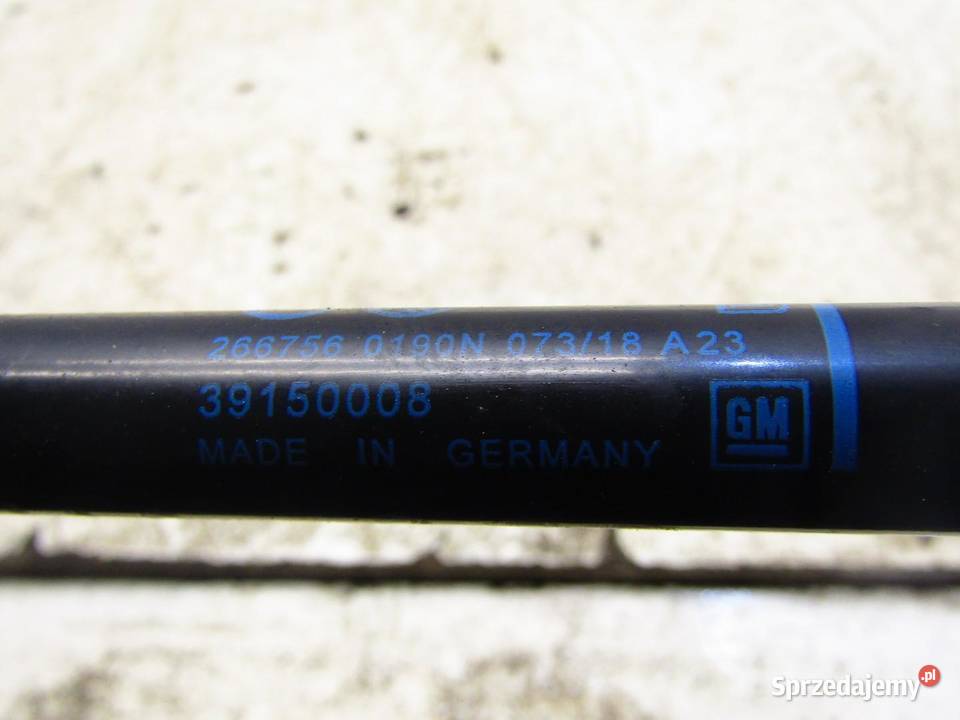 266756 0190N 073/18 A23
39150008
MADE IN GERMANY
GM
Sprzedajemy.pl